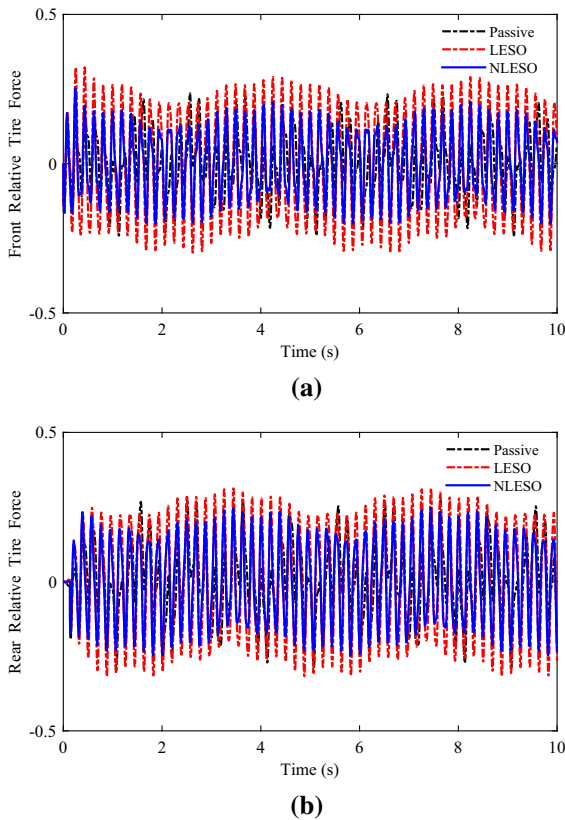 0.5
0
-0.5
Front Relative Tire Force
Passive
LESO
NLESO
0 2 4 6 8 10
Time (s)
(a)
0.5
0
-0.5
Rear Relative Tire Force
Passive
LESO
NLESO
0 2 4 6 8 10
Time (s)
(b)